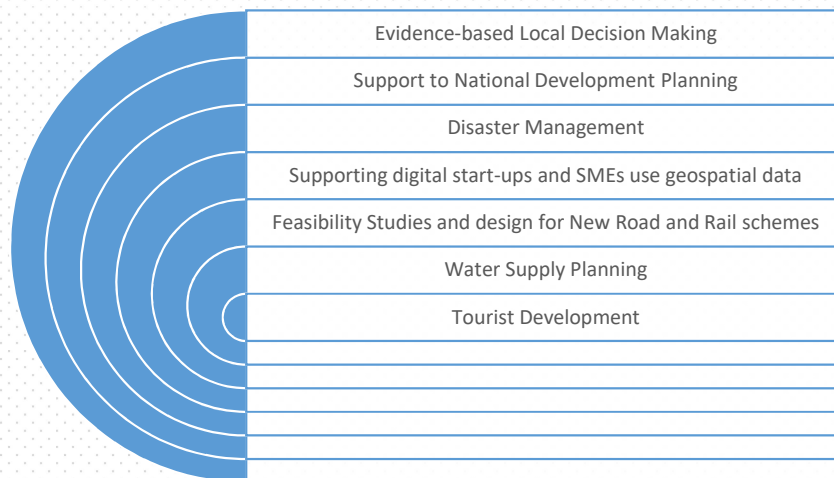 Evidence-based Local Decision Making
Support to National Development Planning
Disaster Management
Supporting digital start-ups and SMEs use geospatial data
Feasibility Studies and design for New Road and Rail schemes
Water Supply Planning
Tourist Development